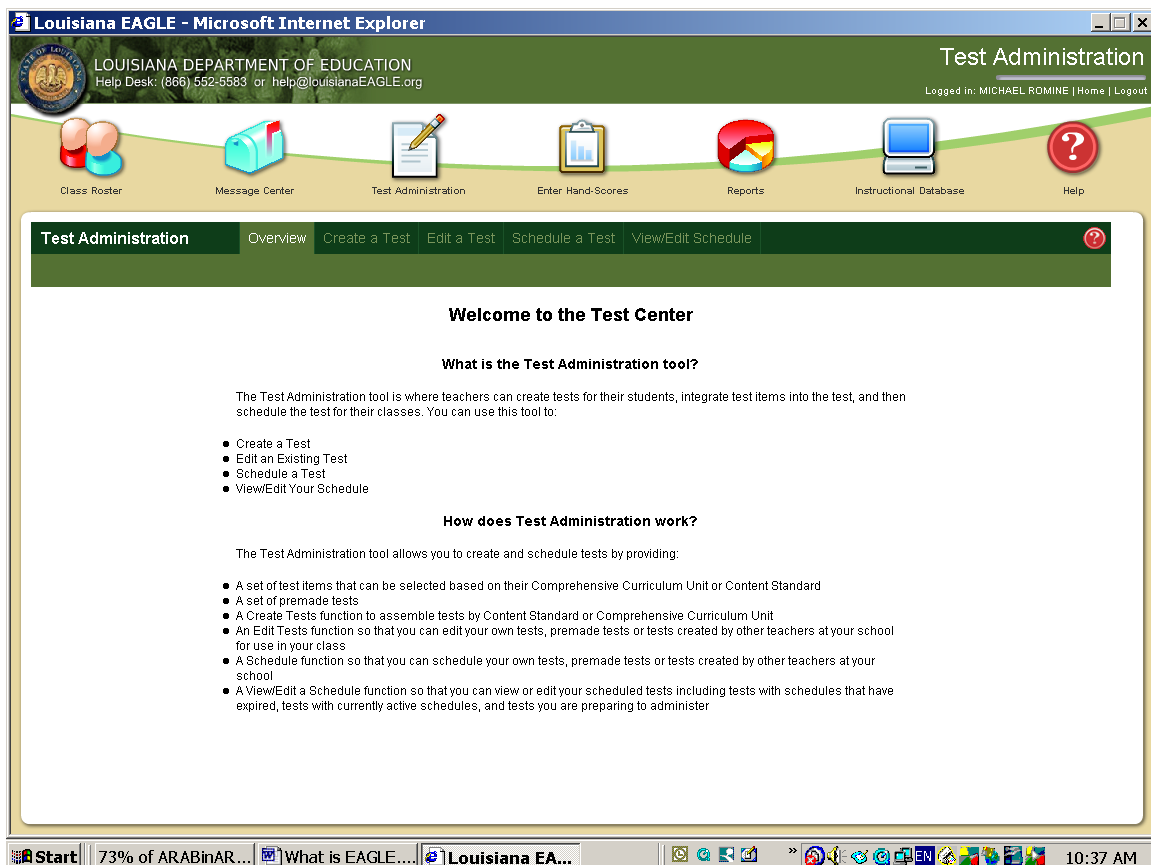 Louisiana EAGLE - Microsoft Internet Explorer
LOUISIANA DEPARTMENT OF EDUCATION
Help Desk: (866) 552-5583 or help@louisianaEAGLE.org
Test Administration
Logged in: MICHAEL ROMINE | Home | Logout
Class Roster
Message Center
Test Administration
Enter Hand-Scores
Reports
Instructional Database
Help
Test Administration
Overview
Create a Test
Edit a Test
Schedule a Test
View/Edit Schedule
Welcome to the Test Center
What is the Test Administration tool?
The Test Administration tool is where teachers can create tests for their students, integrate test items into the test, and then
schedule the test for their classes. You can use this tool to:
● Create a Test
● Edit an Existing Test
● Schedule a Test
● View/Edit Your Schedule
How does Test Administration work?
The Test Administration tool allows you to create and schedule tests by providing:
● A set of test items that can be selected based on their Comprehensive Curriculum Unit or Content Standard
● A set of premade tests
● A Create Tests function to assemble tests by Content Standard or Comprehensive Curriculum Unit
● An Edit Tests function so that you can edit your own tests, premade tests or tests created by other teachers at your school
for use in your class
● A Schedule function so that you can schedule your own tests, premade tests or tests created by other teachers at your
school
● A View/Edit a Schedule function so that you can view or edit your scheduled tests including tests with schedules that have
expired, tests with currently active schedules, and tests you are preparing to administer
Start
73% of ARABinAR...
What is EAGLE....
Louisiana EA...
EN
10:37 AM